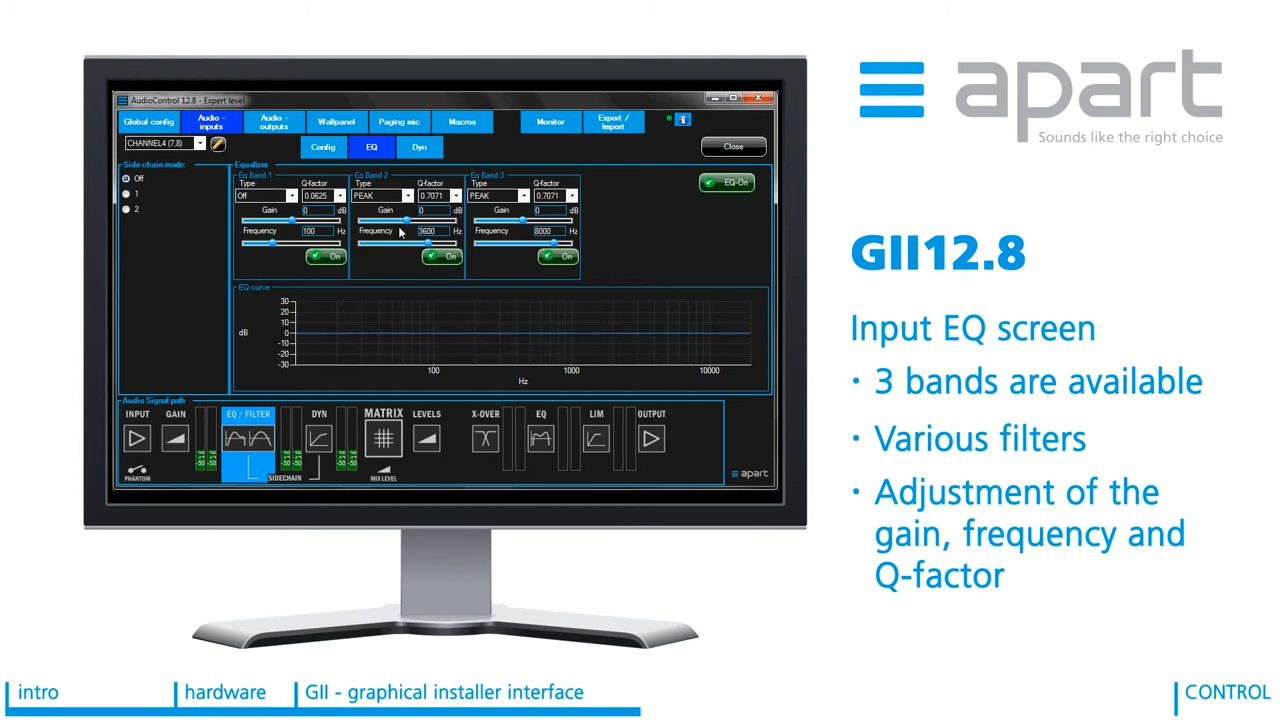 AudioControl 12.8 - Expert level
Global config
Audio - inputs
Audio - outputs
Wallpanel
Paging mic
Macros
Monitor
Export / Import
CHANNEL4 (7,8)
Config
EQ
Dyn
Close
Side chain mode:
Off
1
2
Equalizer
EQ-On
Eq Band 1
Type
Q-factor
Off
0.0625
Gain
0
dB
Frequency
100
Hz
On
Eq Band 2
Type
Q-factor
PEAK
0.7071
Gain
0
dB
Frequency
3600
Hz
On
Eq Band 3
Type
Q-factor
PEAK
0.7071
Gain
0
dB
Frequency
8000
Hz
On
EQ curve
30
20
10
0
-10
-20
-30
dB
100
1000
10000
Hz
Audio Signal path
INPUT
GAIN
EQ / FILTER
DYN
MATRIX
LEVELS
X-OVER
EQ
LIM
OUTPUT
-50 -50
-50 -50
-50 -50
PHANTOM
SIDECHAIN
MIX LEVEL
apart
apart
Sounds like the right choice
GII12.8
Input EQ screen
· 3 bands are available
· Various filters
· Adjustment of the
gain, frequency and
Q-factor
intro
hardware
GII - graphical installer interface
CONTROL